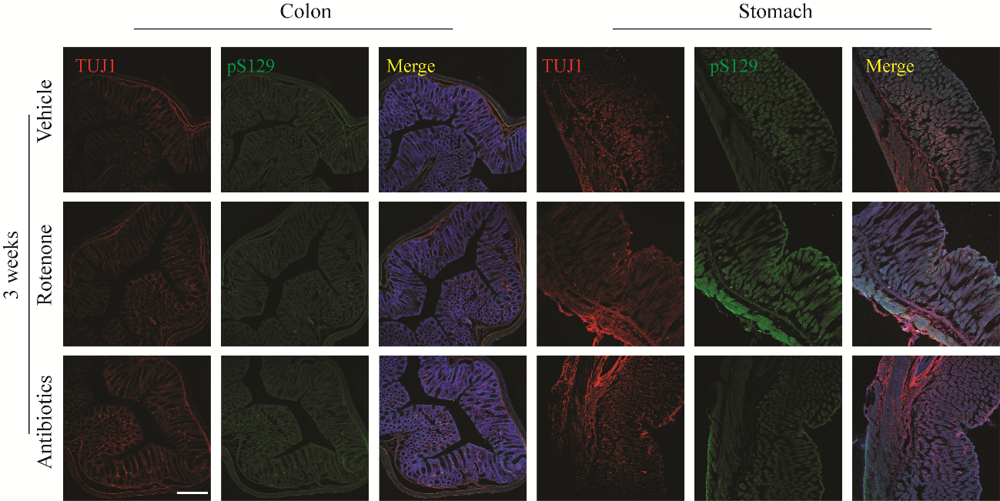 Colon
Stomach
TUJ1
pS129
Merge
TUJ1
pS129
Merge
Vehicle
3 weeks
Rotenone
Antibiotics